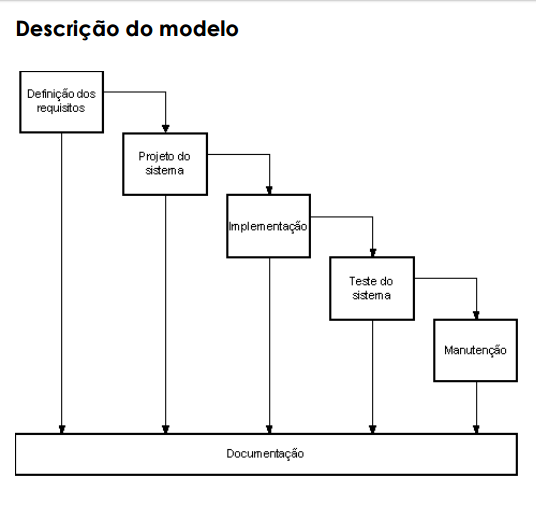 Descrição do modelo
Definição dos
requisitos
Projeto do
sistema
Implementação
Teste do
sistema
Manutenção
Documentação